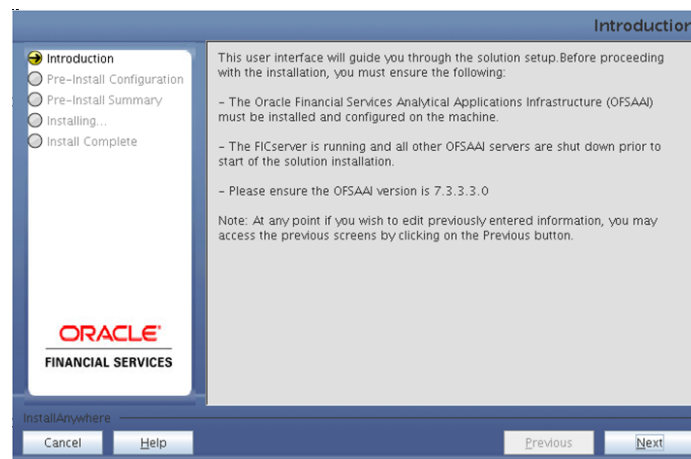 Introduction
Introduction
Pre-Install Configuration
Pre-Install Summary
Installing...
Install Complete
This user interface will guide you through the solution setup.Before proceeding
with the installation, you must ensure the following:
- The Oracle Financial Services Analytical Applications Infrastructure (OFSAAI)
must be installed and configured on the machine.
- The FICserver is running and all other OFSAAI servers are shut down prior to
start of the solution installation.
- Please ensure the OFSAAI version is 7.3.3.3.0
Note: At any point if you wish to edit previously entered information, you may
access the previous screens by clicking on the Previous button.
ORACLE'
FINANCIAL SERVICES
InstallAnywhere
Cancel
Help
Previous
Next